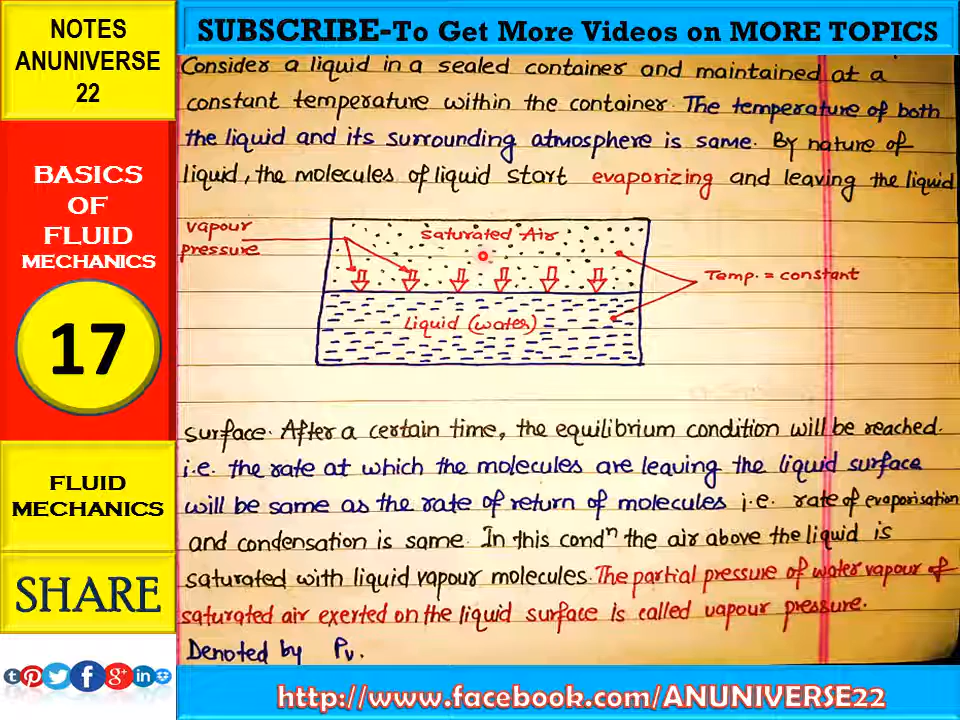 NOTES
ANUNIVERSE
22
SUBSCRIBE-To Get More Videos on MORE TOPICS
BASICS
OF
FLUID
MECHANICS
17
FLUID
MECHANICS
SHARE
Consider a liquid in a sealed container and maintained at a
constant temperature within the container. The temperature of both
the liquid and its surrounding atmosphere is same. By nature of
liquid, the molecules of liquid start evaporizing and leaving the liquid
vapour
pressure
saturated Air
Temp. = constant
Liquid (water)
surface. After a certain time, the equilibrium condition will be reached.
i.e. the rate at which the molecules are leaving the liquid surface
will be same as the rate of return of molecules i.e. rate of evaporisation
and condensation is same. In this condⁿ the air above the liquid is
saturated with liquid vapour molecules. The partial pressure of water vapour of
saturated air exerted on the liquid surface is called vapour pressure.
Denoted by Pv.
http://www.facebook.com/ANUNIVERSE22